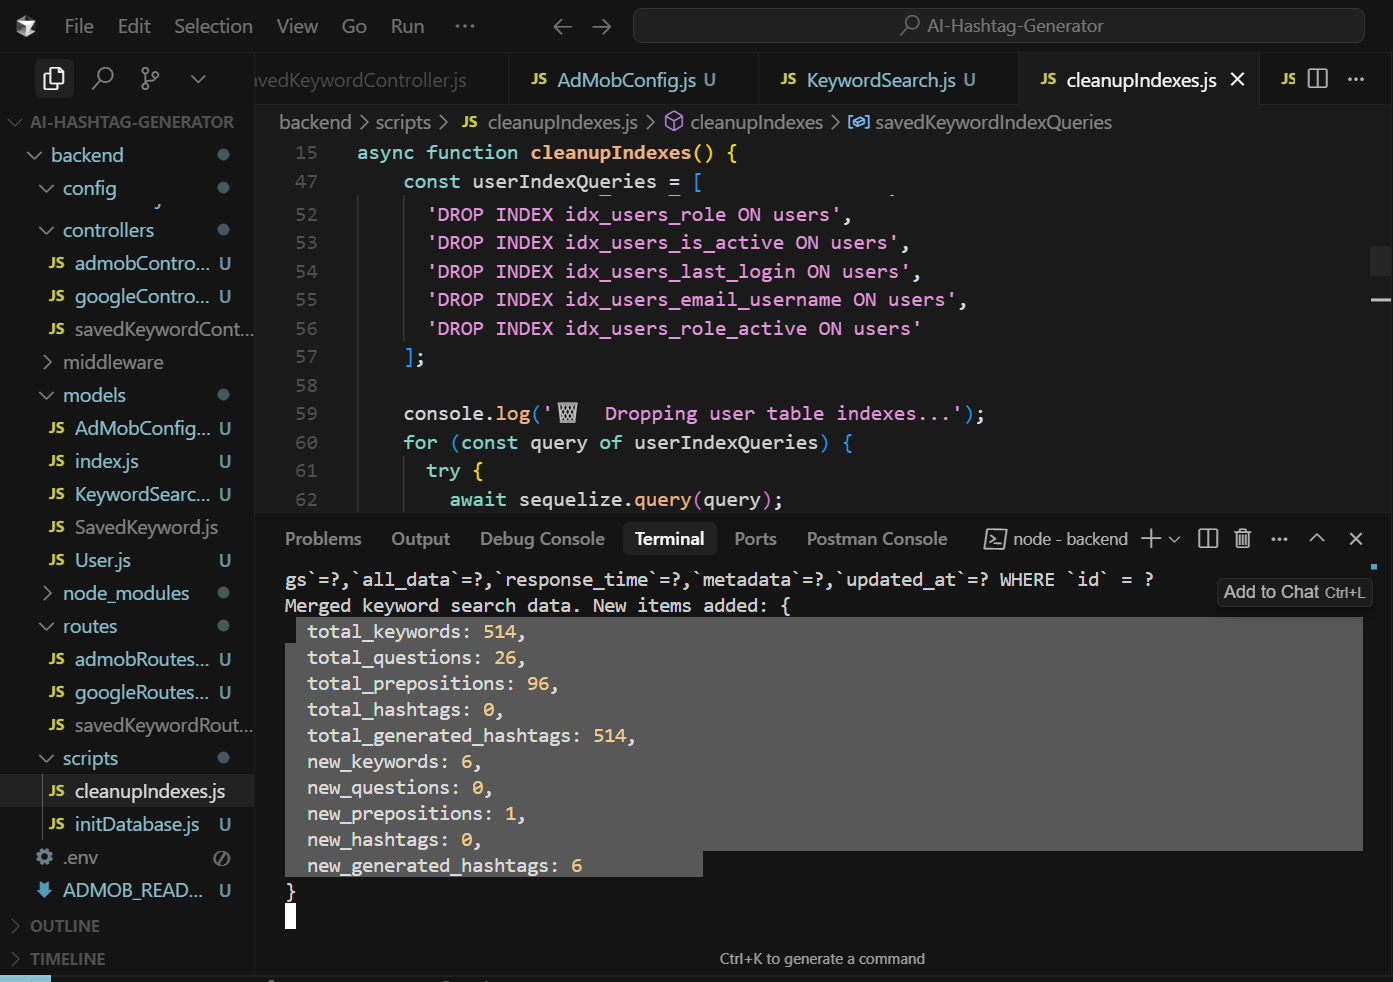 File Edit Selection View Go Run ···
AI-Hashtag-Generator
avedKeywordController.js
JS AdMobConfig.js U
JS KeywordSearch.js U
JS cleanupIndexes.js
JS
AI-HASHTAG-GENERATOR
backend
config
controllers
JS admobContro... U
JS googleContro... U
JS savedKeywordCont...
middleware
models
JS AdMobConfig... U
JS index.js U
JS KeywordSearc... U
JS SavedKeyword.js
JS User.js U
node_modules
routes
JS admobRoutes... U
JS googleRoutes... U
JS savedKeywordRout...
scripts
JS cleanupIndexes.js
JS initDatabase.js U
.env
ADMOB_READ... U
OUTLINE
TIMELINE
backend > scripts > JS cleanupIndexes.js > cleanupIndexes > savedKeywordIndexQueries
15 async function cleanupIndexes() {
47 const userIndexQueries = [
52 'DROP INDEX idx_users_role ON users',
53 'DROP INDEX idx_users_is_active ON users',
54 'DROP INDEX idx_users_last_login ON users',
55 'DROP INDEX idx_users_email_username ON users',
56 'DROP INDEX idx_users_role_active ON users'
57 ];
58
59 console.log('🗑️ Dropping user table indexes...');
60 for (const query of userIndexQueries) {
61 try {
62 await sequelize.query(query);
Problems Output Debug Console Terminal Ports Postman Console node - backend
gs`=?,`all_data`=?,`response_time`=?,`metadata`=?,`updated_at`=? WHERE `id` = ?
Add to Chat Ctrl+L
Merged keyword search data. New items added: {
total_keywords: 514,
total_questions: 26,
total_prepositions: 96,
total_hashtags: 0,
total_generated_hashtags: 514,
new_keywords: 6,
new_questions: 0,
new_prepositions: 1,
new_hashtags: 0,
new_generated_hashtags: 6
}
Ctrl+K to generate a command